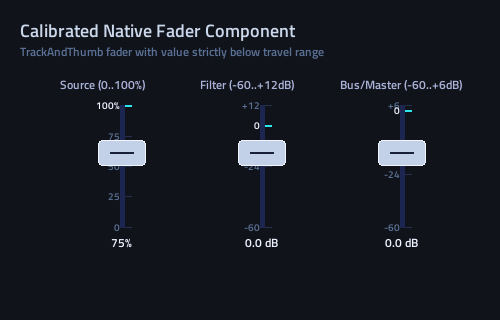 Calibrated Native Fader Component
TrackAndThumb fader with value strictly below travel range
Source (0..100%) Filter (-60..+12dB) Bus/Master (-60..+6dB)
100% +12 +6
0 0
75
50 -24 -24
25
0 -60 -60
75% 0.0 dB 0.0 dB